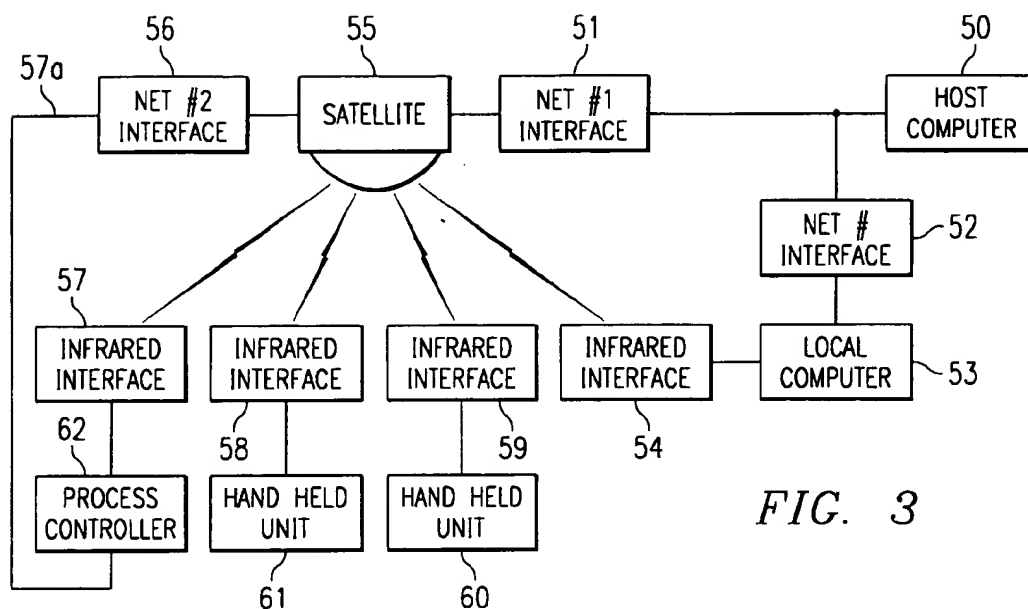 56
55
51
50
57a
NET #2
INTERFACE
SATELLITE
NET #1
INTERFACE
HOST
COMPUTER
NET #
INTERFACE
52
57
INFRARED
INTERFACE
INFRARED
INTERFACE
INFRARED
INTERFACE
INFRARED
INTERFACE
LOCAL
COMPUTER
53
62
58
59
54
PROCESS
CONTROLLER
HAND HELD
UNIT
HAND HELD
UNIT
FIG. 3
61
60